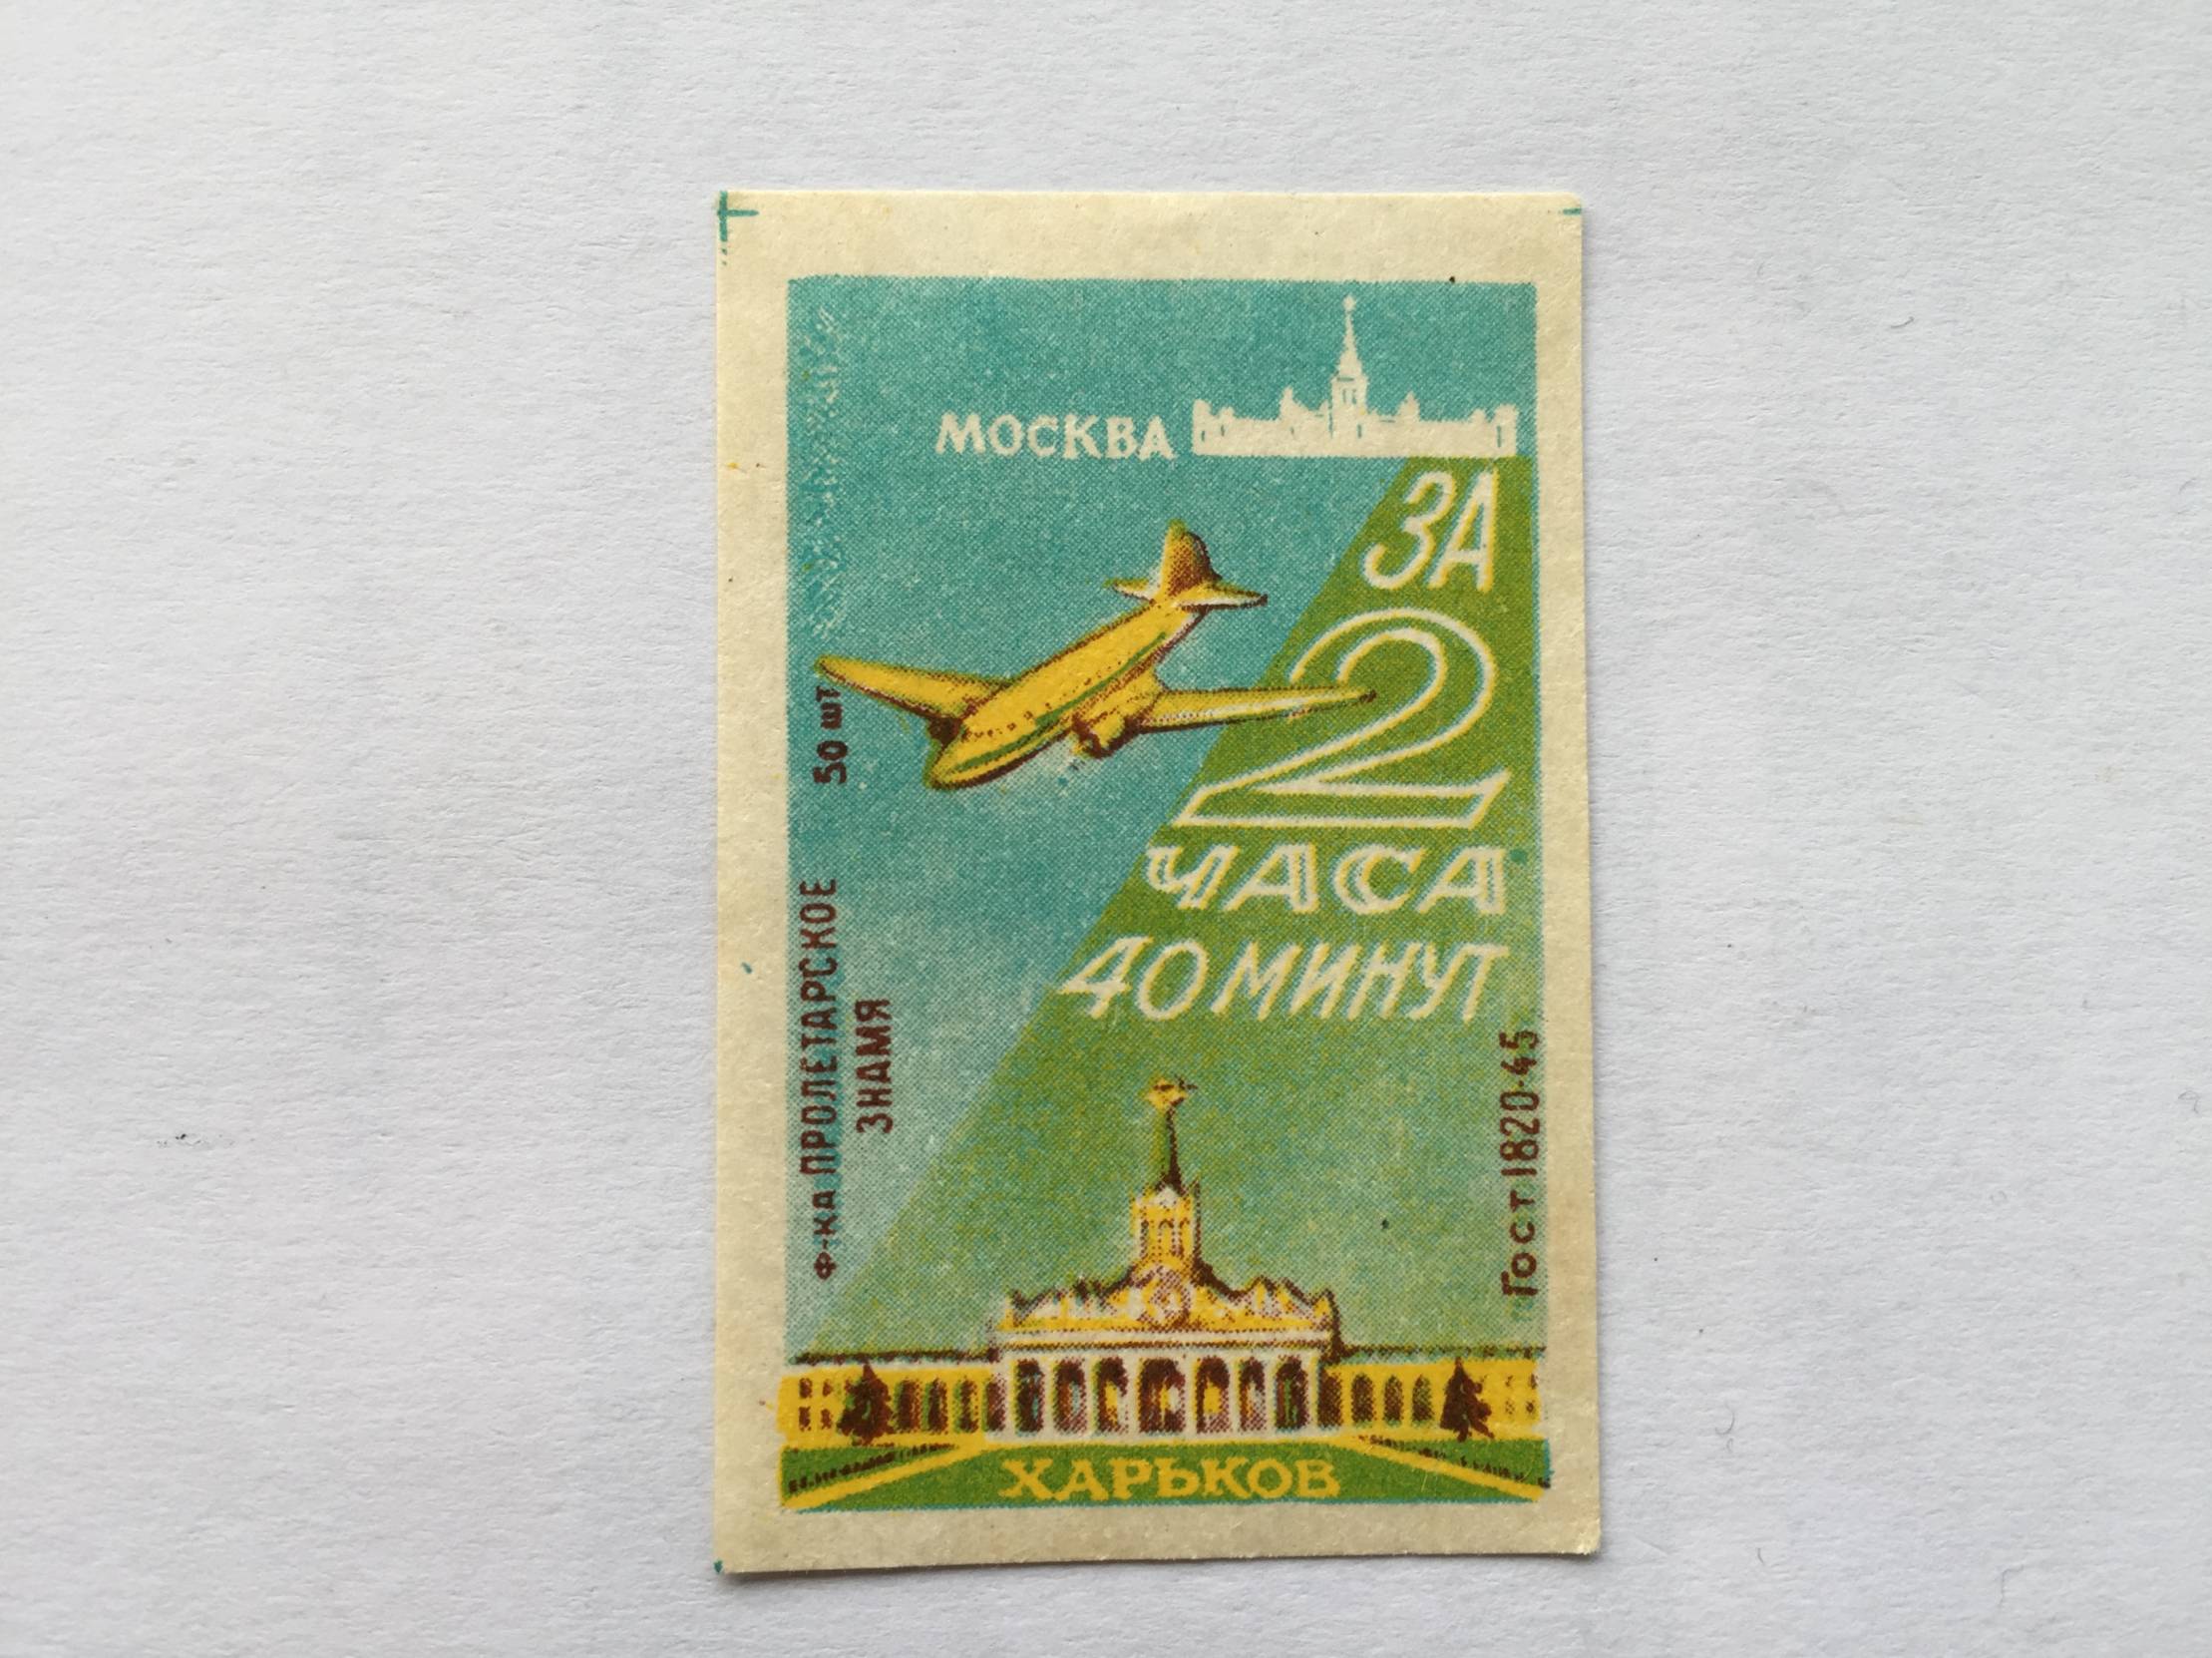 МОСКВА
ЗА
2
ЧАСА
40 МИНУТ
50 шт
Ф-КА ПРОЛЕТАРСКОЕ
ЗНАМЯ
ГОСТ 1820-45
ХАРЬКОВ